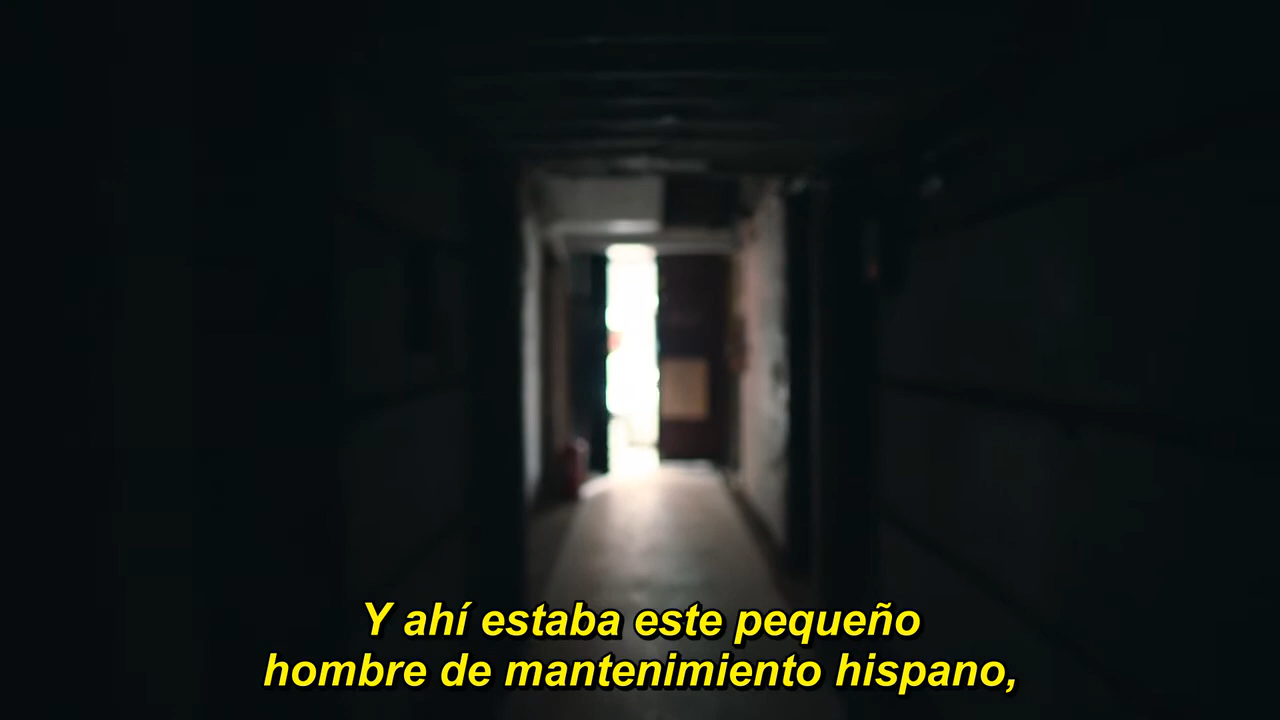 Y ahí estaba este pequeño
hombre de mantenimiento hispano,